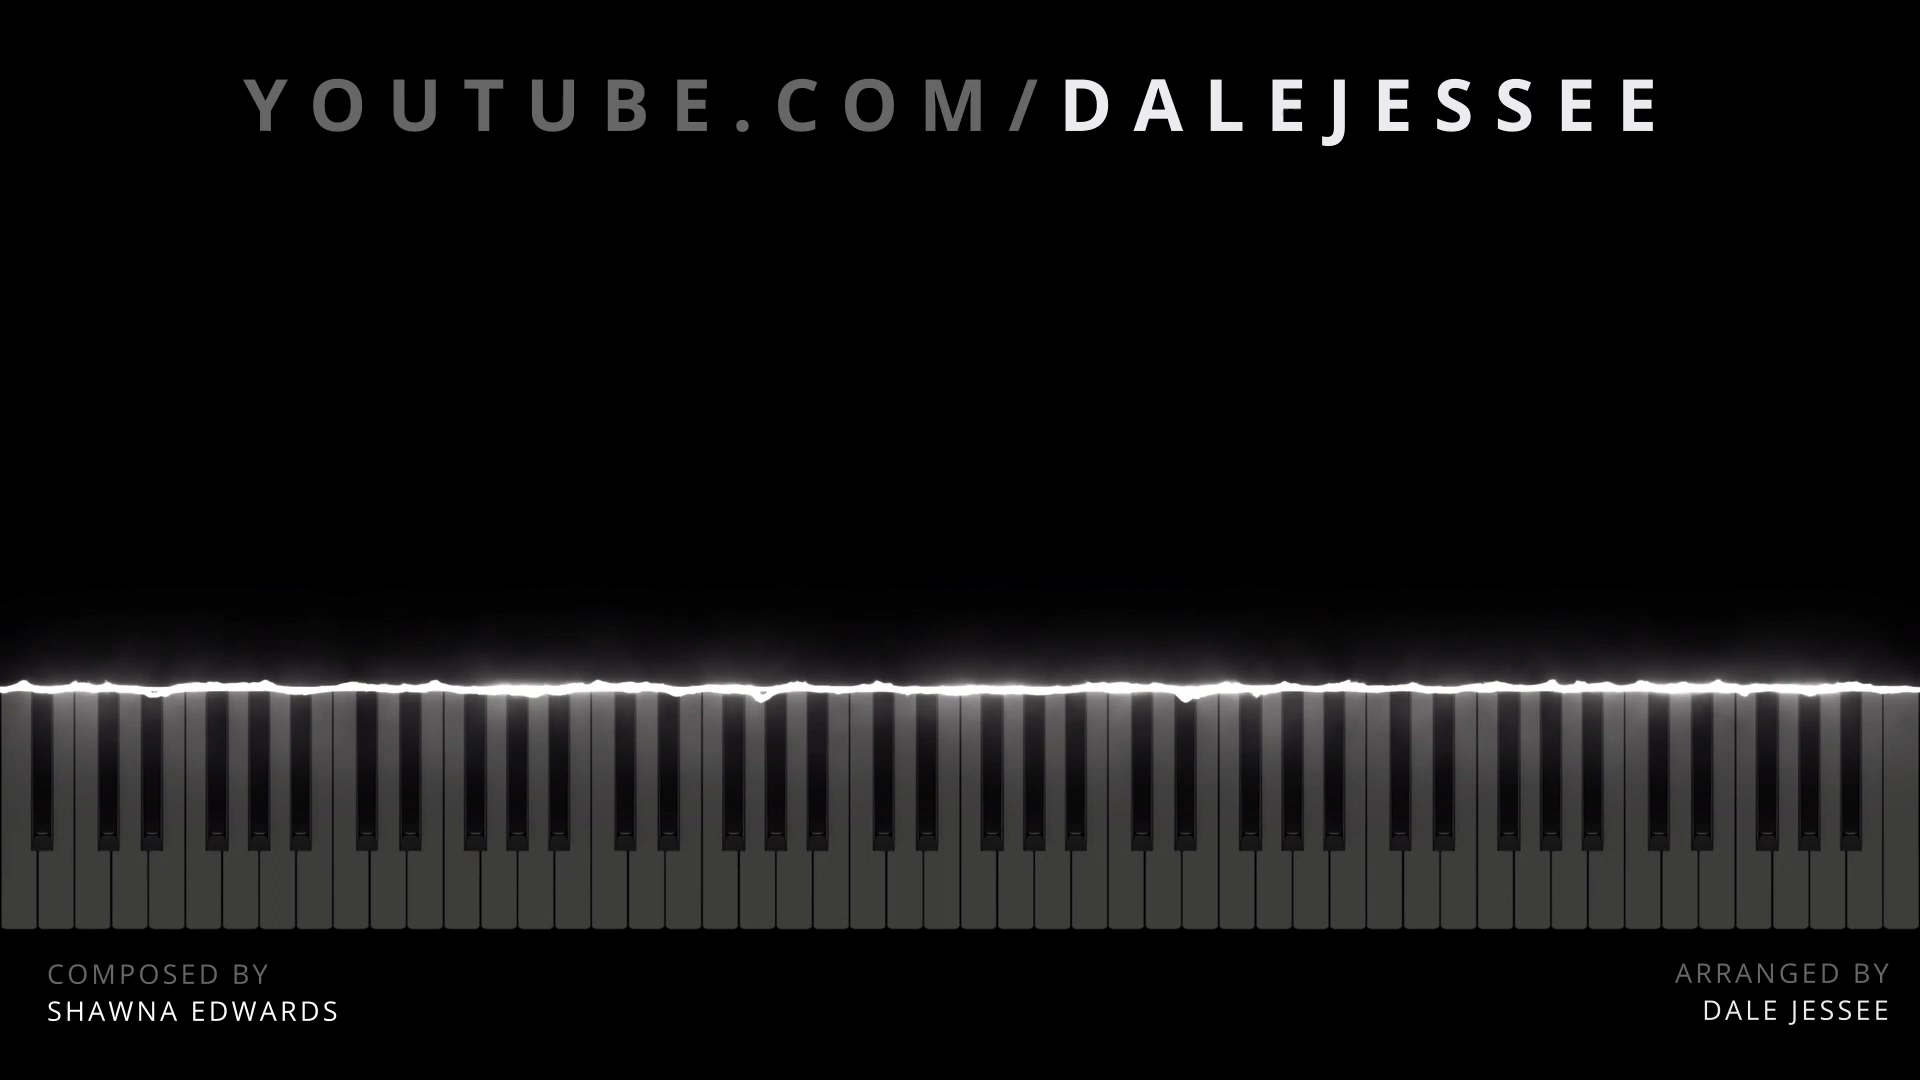 YOUTUBE.COM/DALEJESSEE
COMPOSED BY
SHAWNA EDWARDS
ARRANGED BY
DALE JESSEE